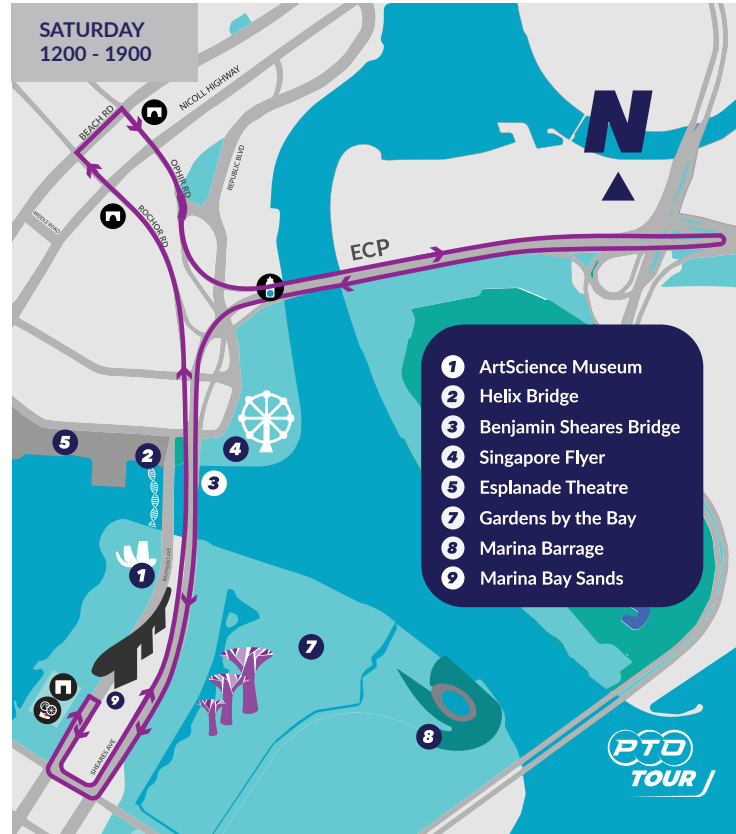 SATURDAY
1200 - 1900
NICOLL HIGHWAY
BEACH RD
N
OPHIR RD
REPUBLIC BLVD
MIDDLE ROAD
ROCHOR RD
ECP
1 ArtScience Museum
2 Helix Bridge
3 Benjamin Sheares Bridge
4 Singapore Flyer
5 Esplanade Theatre
7 Gardens by the Bay
8 Marina Barrage
9 Marina Bay Sands
5
2
4
3
BAYFRONT AVE
1
7
9
8
SHEARES AVE
PTO
TOUR